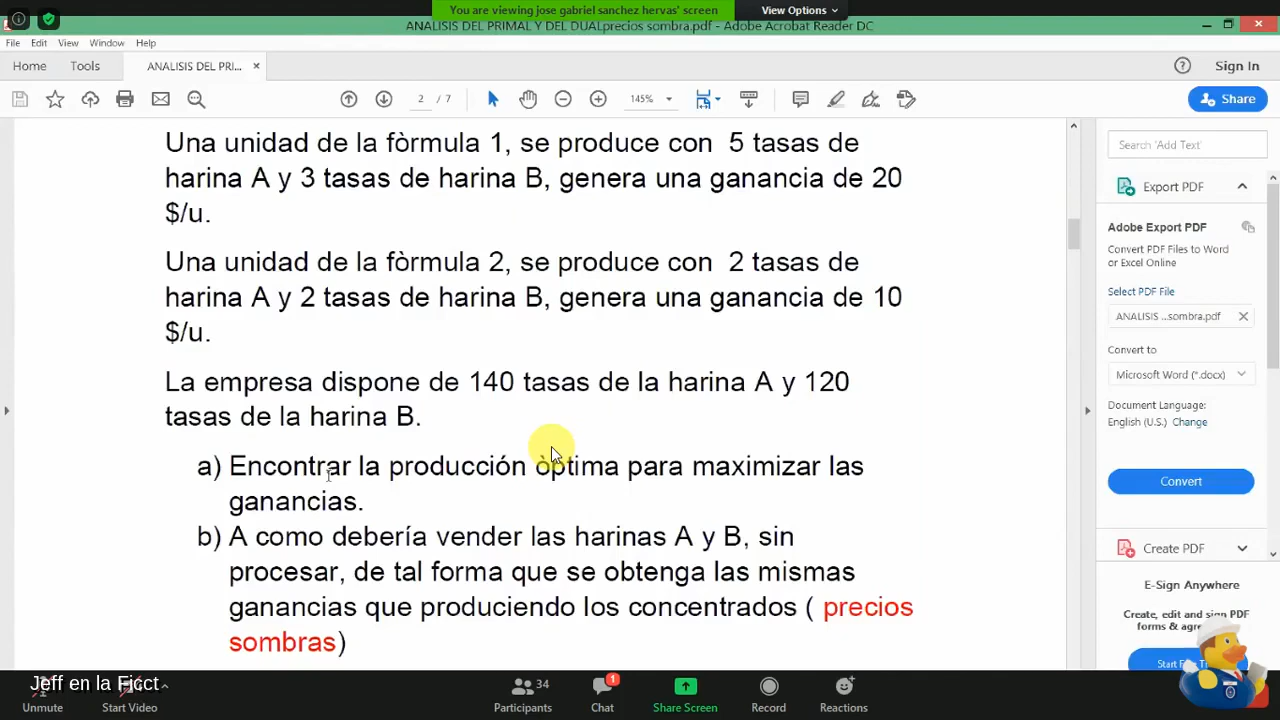 You are viewing jose gabriel sanchez hervas' screen
View Options
ANALISIS DEL PRIMAL Y DEL DUALprecios sombra.pdf - Adobe Acrobat Reader DC
File Edit View Window Help
Home Tools ANALISIS DEL PRI... × Sign In
2 / 7 145% Share
Una unidad de la fòrmula 1, se produce con 5 tasas de
harina A y 3 tasas de harina B, genera una ganancia de 20
$/u.
Una unidad de la fòrmula 2, se produce con 2 tasas de
harina A y 2 tasas de harina B, genera una ganancia de 10
$/u.
La empresa dispone de 140 tasas de la harina A y 120
tasas de la harina B.
a) Encontrar la producción òptima para maximizar las
ganancias.
b) A como debería vender las harinas A y B, sin
procesar, de tal forma que se obtenga las mismas
ganancias que produciendo los concentrados ( precios
sombras)
Search 'Add Text'
Export PDF
Adobe Export PDF
Convert PDF Files to Word
or Excel Online
Select PDF File
ANALISIS ...sombra.pdf
Convert to
Microsoft Word (*.docx)
Document Language:
English (U.S.) Change
Convert
Create PDF
E-Sign Anywhere
Create, edit and sign PDF
forms & agre
Jeff en la Ficct
Unmute
Start Video
34
Participants
1
Chat
Share Screen
Record
Reactions